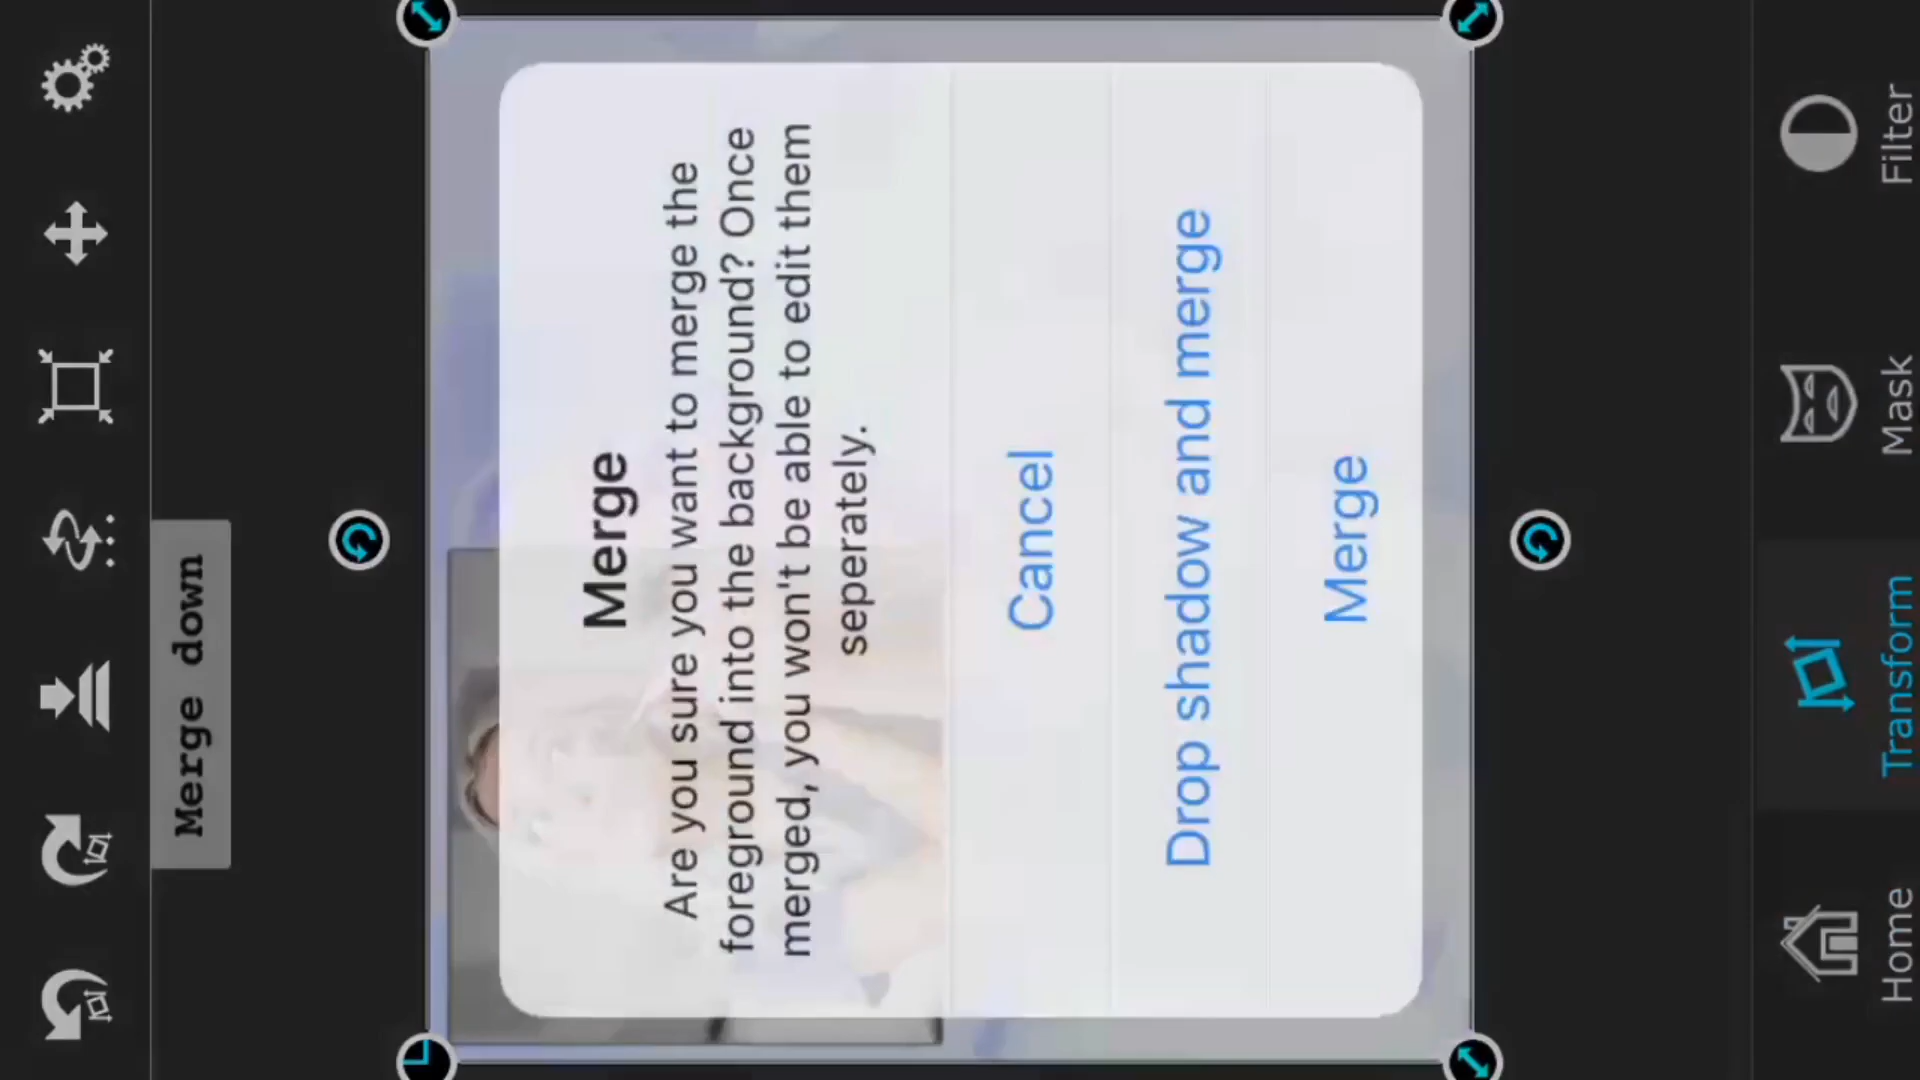 Merge down
Merge
Are you sure you want to merge the
foreground into the background? Once
merged, you won't be able to edit them
seperately.
Cancel
Drop shadow and merge
Merge
Home
Transform
Mask
Filter